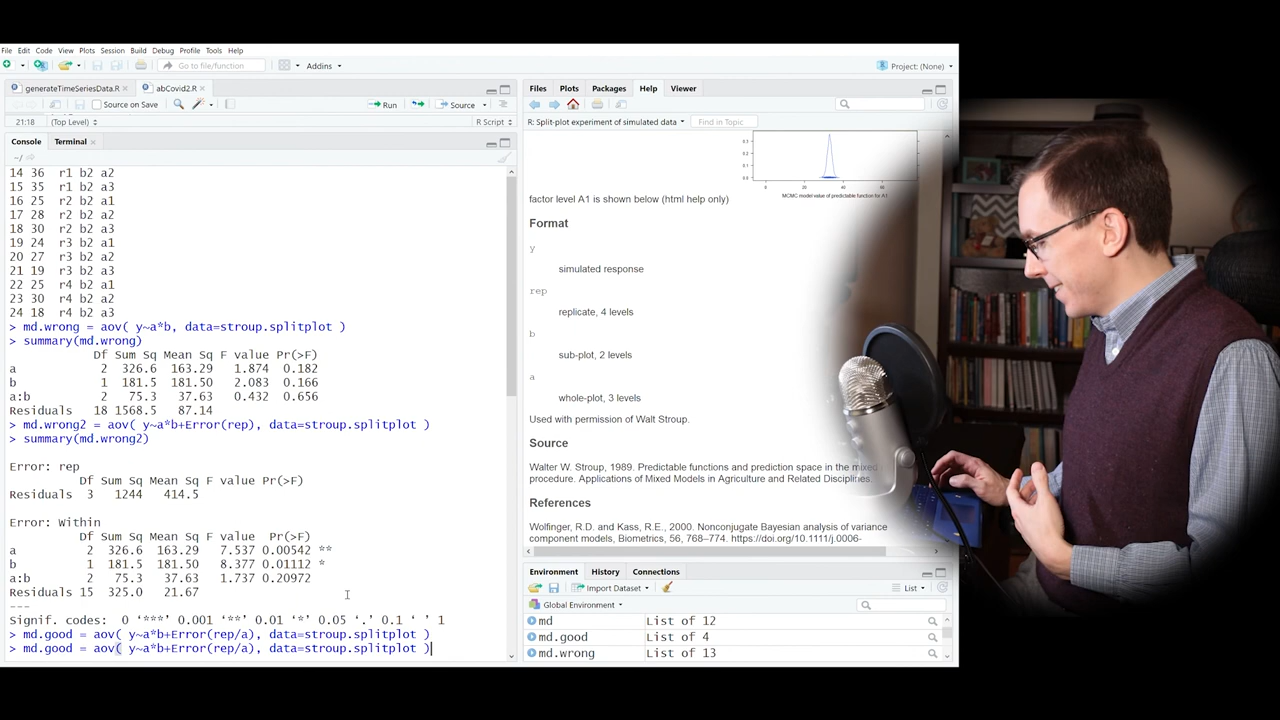 File Edit Code View Plots Session Build Debug Profile Tools Help
Go to file/function Addins Project: (None)
generateTimeSeriesData.R abCovid2.R
Source on Save Run Source
21:18 (Top Level) R Script
Console Terminal
~/
14 36 r1 b2 a2
15 35 r1 b2 a3
16 25 r2 b2 a1
17 28 r2 b2 a2
18 30 r2 b2 a3
19 24 r3 b2 a1
20 27 r3 b2 a2
21 19 r3 b2 a3
22 25 r4 b2 a1
23 30 r4 b2 a2
24 18 r4 b2 a3
> md.wrong = aov( y~a*b, data=stroup.splitplot )
> summary(md.wrong)
Df Sum Sq Mean Sq F value Pr(>F)
a 2 326.6 163.29 1.874 0.182
b 1 181.5 181.50 2.083 0.166
a:b 2 75.3 37.63 0.432 0.656
Residuals 18 1568.5 87.14
> md.wrong2 = aov( y~a*b+Error(rep), data=stroup.splitplot )
> summary(md.wrong2)
Error: rep
Df Sum Sq Mean Sq F value Pr(>F)
Residuals 3 1244 414.5
Error: Within
Df Sum Sq Mean Sq F value Pr(>F)
a 2 326.6 163.29 7.537 0.00542 **
b 1 181.5 181.50 8.377 0.01112 *
a:b 2 75.3 37.63 1.737 0.20972
Residuals 15 325.0 21.67
---
Signif. codes: 0 ‘***’ 0.001 ‘**’ 0.01 ‘*’ 0.05 ‘.’ 0.1 ‘ ’ 1
> md.good = aov( y~a*b+Error(rep/a), data=stroup.splitplot )
> md.good = aov( y~a*b+Error(rep/a), data=stroup.splitplot )
Files Plots Packages Help Viewer
R: Split-plot experiment of simulated data Find in Topic
MCMC model value of predictable function for A1
factor level A1 is shown below (html help only)
Format
y
simulated response
rep
replicate, 4 levels
b
sub-plot, 2 levels
a
whole-plot, 3 levels
Used with permission of Walt Stroup.
Source
Walter W. Stroup, 1989. Predictable functions and prediction space in the mixed
procedure. Applications of Mixed Models in Agriculture and Related Disciplines.
References
Wolfinger, R.D. and Kass, R.E., 2000. Nonconjugate Bayesian analysis of variance
component models, Biometrics, 56, 768–774. https://doi.org/10.1111/j.0006-
Environment History Connections
Import Dataset List
Global Environment
md List of 12
md.good List of 4
md.wrong List of 13